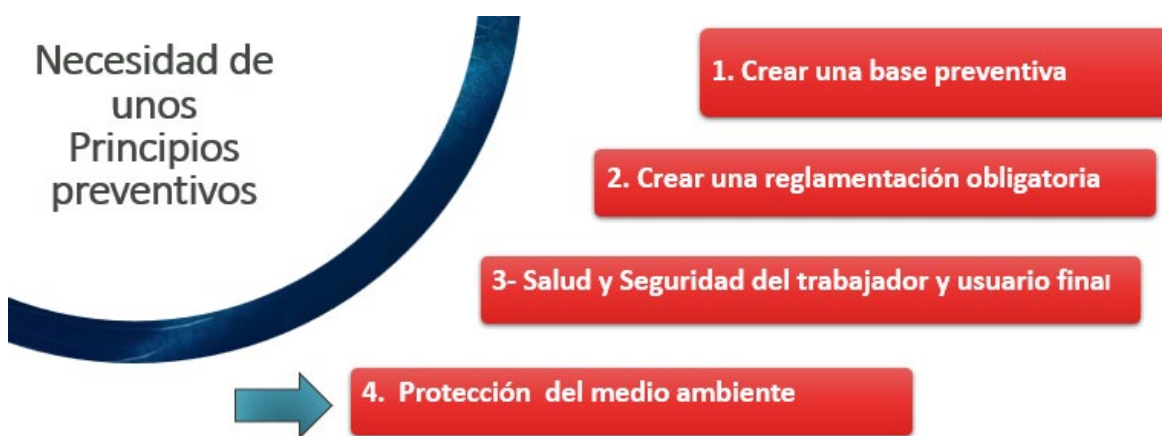 Necesidad de
unos
Principios
preventivos
1. Crear una base preventiva
2. Crear una reglamentación obligatoria
3- Salud y Seguridad del trabajador y usuario final
4. Protección del medio ambiente